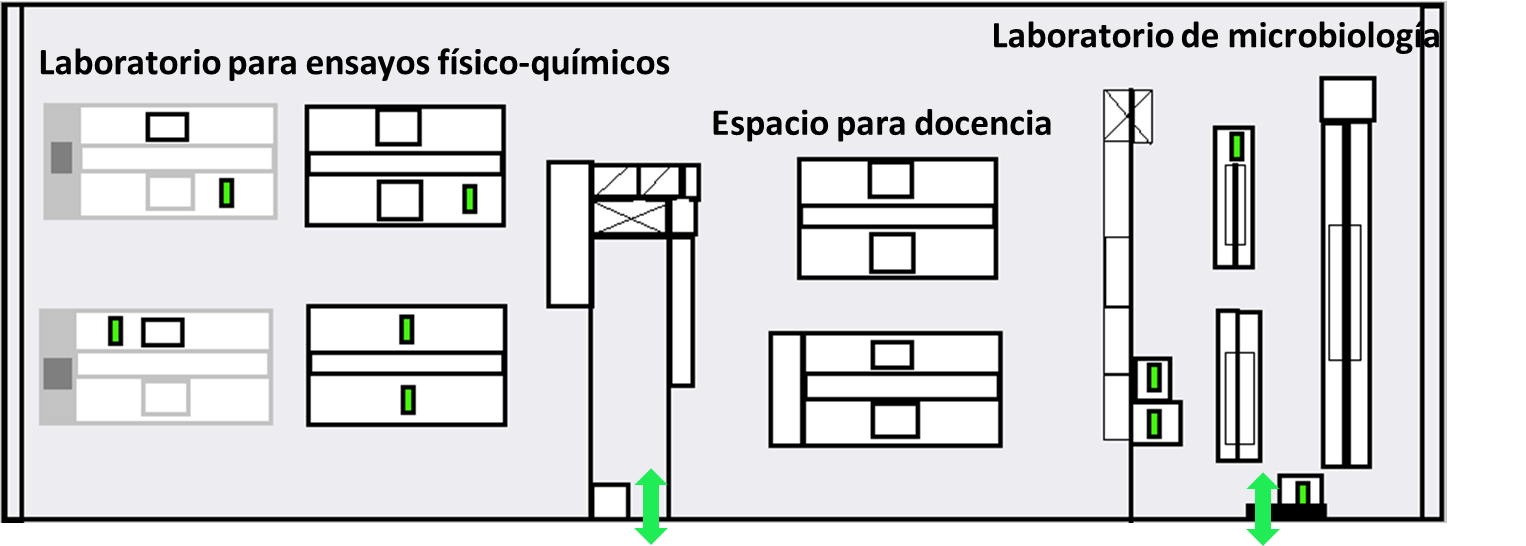 Laboratorio de microbiología
Laboratorio para ensayos físico-químicos
Espacio para docencia